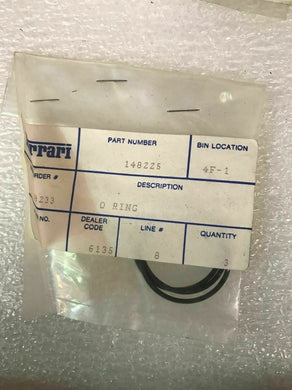 rrari PART NUMBER BIN LOCATION
148225 4F-1
RDER # DESCRIPTION
233 O RING
NO. DEALER CODE LINE # QUANTITY
6135 8 3